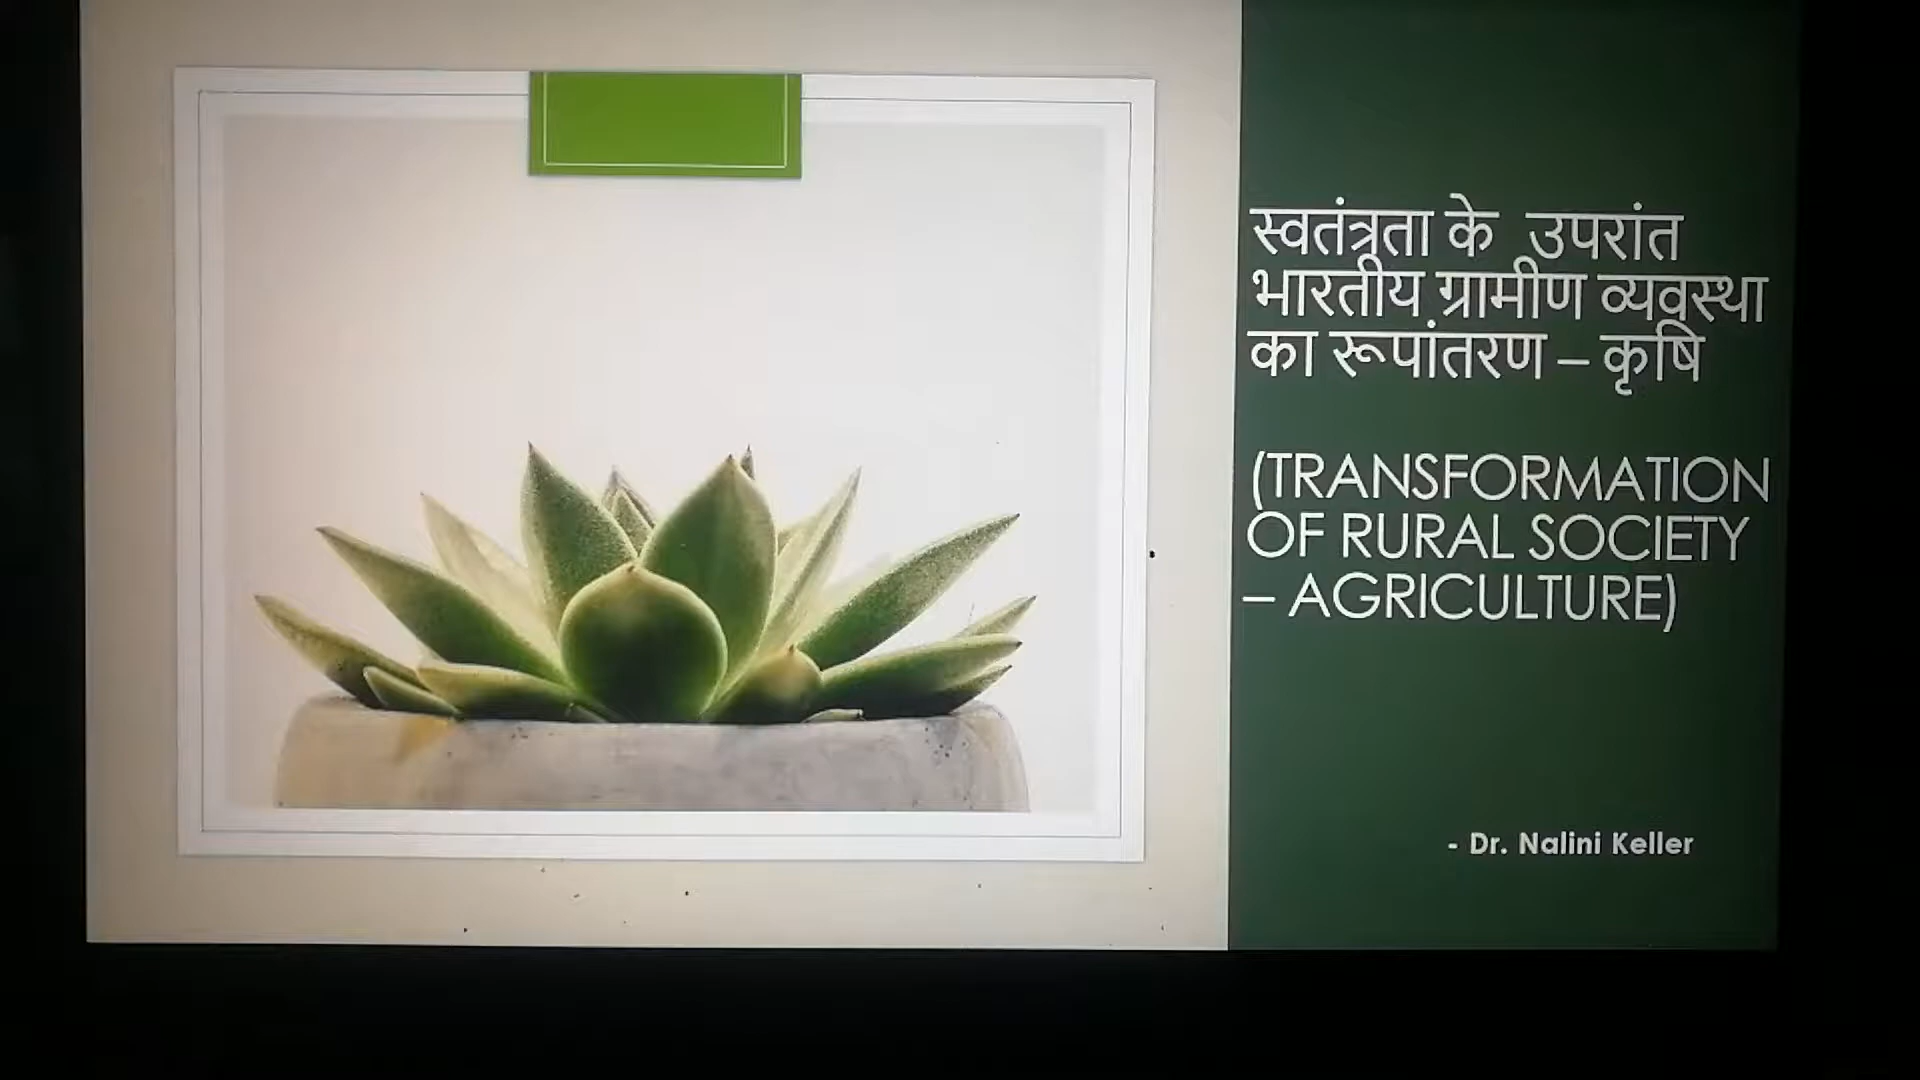 स्वतंत्रता के उपरांत
भारतीय ग्रामीण व्यवस्था
का रूपांतरण – कृषि
(TRANSFORMATION
OF RURAL SOCIETY
– AGRICULTURE)
- Dr. Nalini Keller